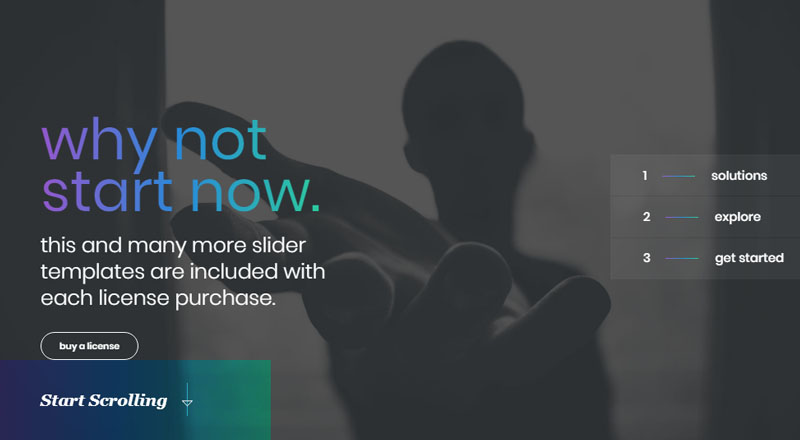 why not
start now.
this and many more slider
templates are included with
each license purchase.
buy a license
Start Scrolling
1 solutions
2 explore
3 get started